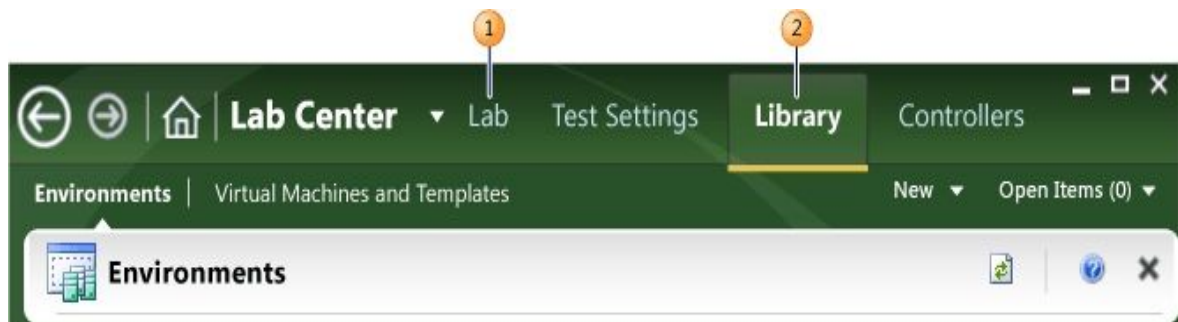 1 2
Lab Center Lab Test Settings Library Controllers
Environments | Virtual Machines and Templates New Open Items (0)
Environments